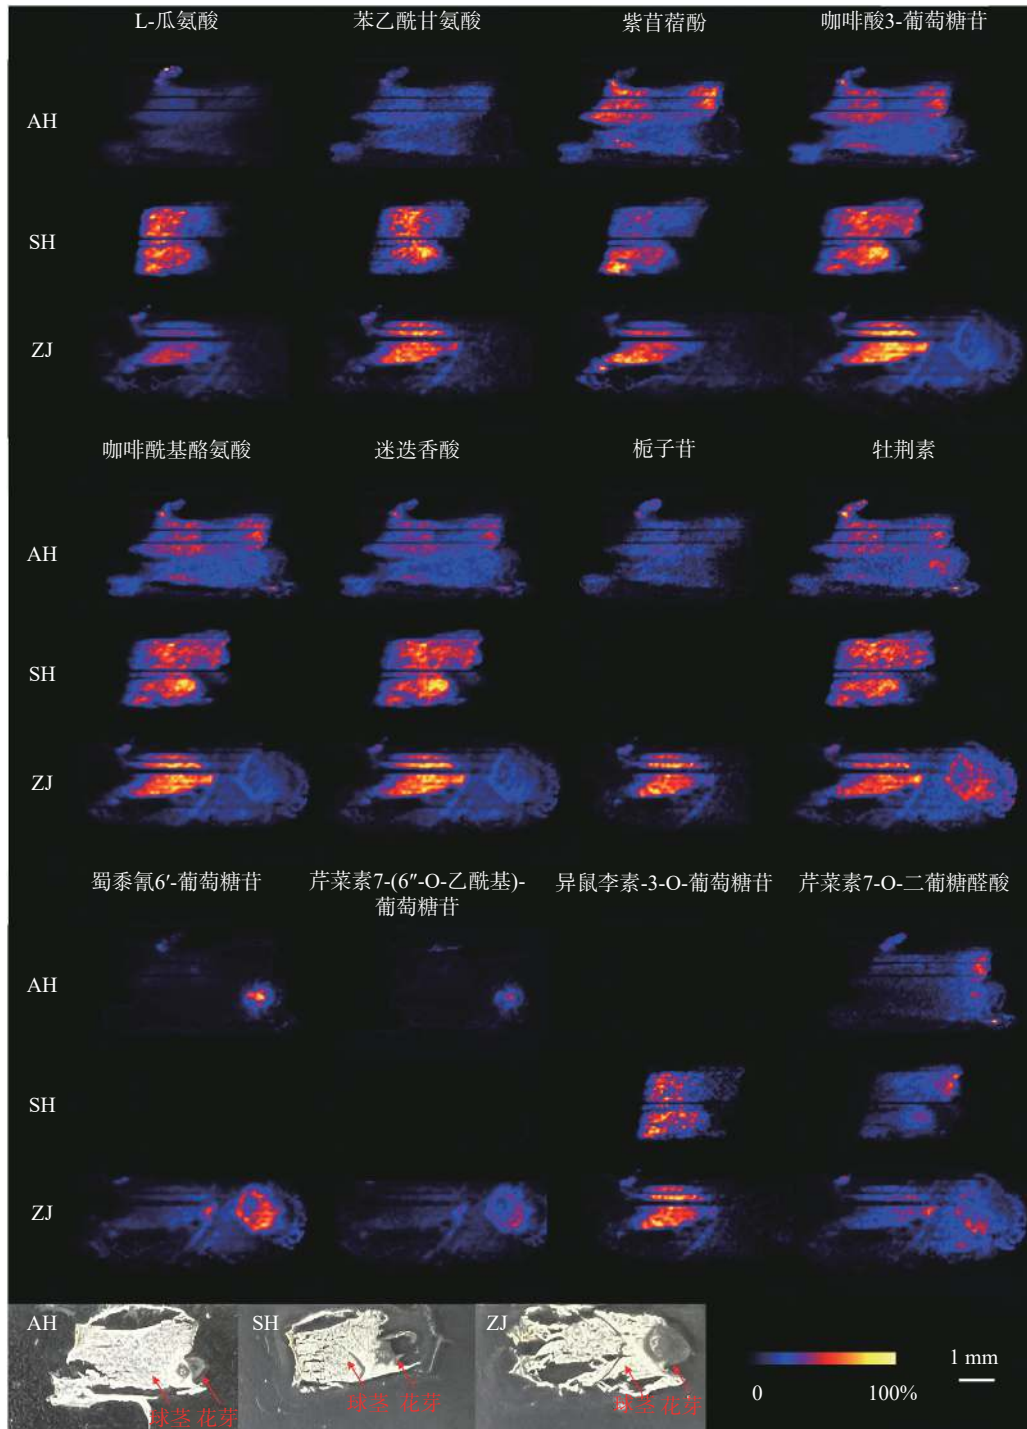 L-瓜氨酸 苯乙酰甘氨酸 紫苜蓿酚 咖啡酸3-葡萄糖苷
AH
SH
ZJ
咖啡酰基酪氨酸 迷迭香酸 栀子苷 牡荆素
AH
SH
ZJ
蜀黍氰6′-葡萄糖苷 芹菜素7-(6″-O-乙酰基)- 异鼠李素-3-O-葡萄糖苷 芹菜素7-O-二葡糖醛酸
葡萄糖苷
AH
SH
ZJ
AH SH ZJ
球茎 花芽 球茎 花芽 球茎 花芽
1 mm
0 100%